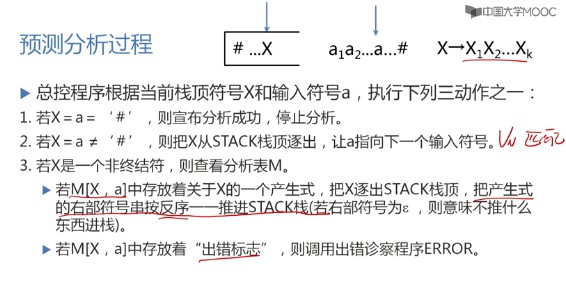 中国大学MOOC
预测分析过程
# ...X
a1a2...a...#
X→X1X2...Xk
▶ 总控程序根据当前栈顶符号X和输入符号a，执行下列三动作之一：
1. 若X＝a＝‘#’，则宣布分析成功，停止分析。
2. 若X＝a ≠‘#’，则把X从STACK栈顶逐出，让a指向下一个输入符号。
匹配
3. 若X是一个非终结符，则查看分析表M。
▶ 若M[X，a]中存放着关于X的一个产生式，把X逐出STACK栈顶，把产生式
的右部符号串按反序一一推进STACK栈(若右部符号为ε，则意味不推什么
东西进栈)。
▶ 若M[X，a]中存放着“出错标志”，则调用出错诊察程序ERROR。